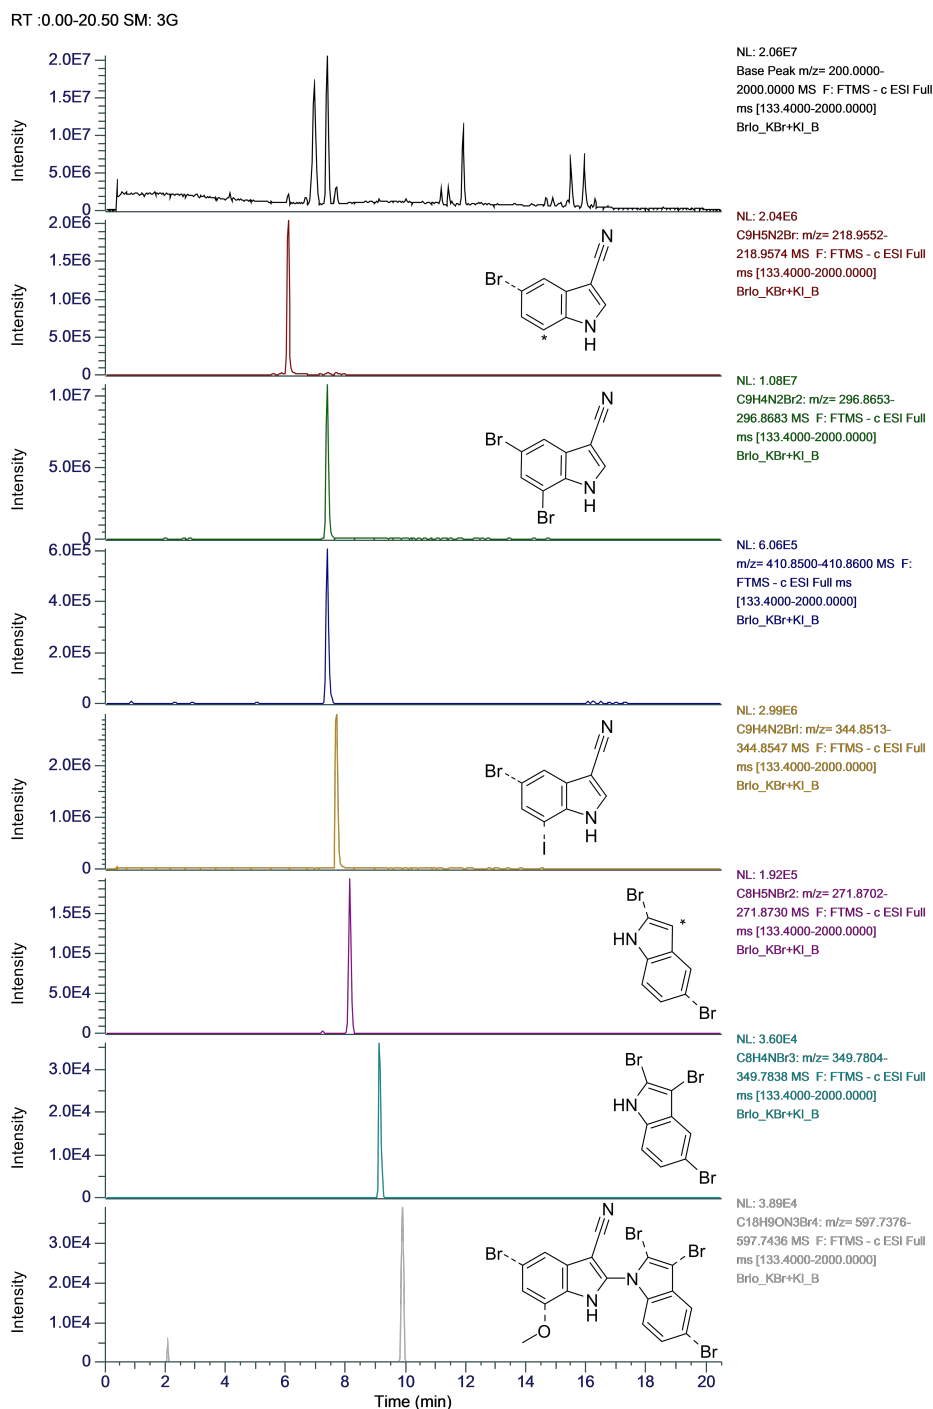 RT :0.00-20.50 SM: 3G
Intensity
2.0E7
1.5E7
1.0E7
5.0E6
0
NL: 2.06E7
Base Peak m/z= 200.0000-
2000.0000 MS F: FTMS - c ESI Full
ms [133.4000-2000.0000]
BrIo_KBr+KI_B
Intensity
2.0E6
1.5E6
1.0E6
5.0E5
0
Br
N
N
H
*
NL: 2.04E6
C9H5N2Br: m/z= 218.9552-
218.9574 MS F: FTMS - c ESI Full
ms [133.4000-2000.0000]
BrIo_KBr+KI_B
Intensity
1.0E7
5.0E6
0
Br
N
N
H
Br
NL: 1.08E7
C9H4N2Br2: m/z= 296.8653-
296.8683 MS F: FTMS - c ESI Full
ms [133.4000-2000.0000]
BrIo_KBr+KI_B
Intensity
6.0E5
4.0E5
2.0E5
0
NL: 6.06E5
m/z= 410.8500-410.8600 MS F:
FTMS - c ESI Full ms
[133.4000-2000.0000]
BrIo_KBr+KI_B
Intensity
2.0E6
1.0E6
0
Br
N
N
H
I
NL: 2.99E6
C9H4N2BrI: m/z= 344.8513-
344.8547 MS F: FTMS - c ESI Full
ms [133.4000-2000.0000]
BrIo_KBr+KI_B
Intensity
1.5E5
1.0E5
5.0E4
0
Br
*
HN
Br
NL: 1.92E5
C8H5NBr2: m/z= 271.8702-
271.8730 MS F: FTMS - c ESI Full
ms [133.4000-2000.0000]
BrIo_KBr+KI_B
Intensity
3.0E4
2.0E4
1.0E4
0
Br
Br
HN
Br
NL: 3.60E4
C8H4NBr3: m/z= 349.7804-
349.7838 MS F: FTMS - c ESI Full
ms [133.4000-2000.0000]
BrIo_KBr+KI_B
Intensity
3.0E4
2.0E4
1.0E4
0
N
Br
Br
Br
N
N
H
O
Br
NL: 3.89E4
C18H9ON3Br4: m/z= 597.7376-
597.7436 MS F: FTMS - c ESI Full
ms [133.4000-2000.0000]
BrIo_KBr+KI_B
0 2 4 6 8 10 12 14 16 18 20
Time (min)